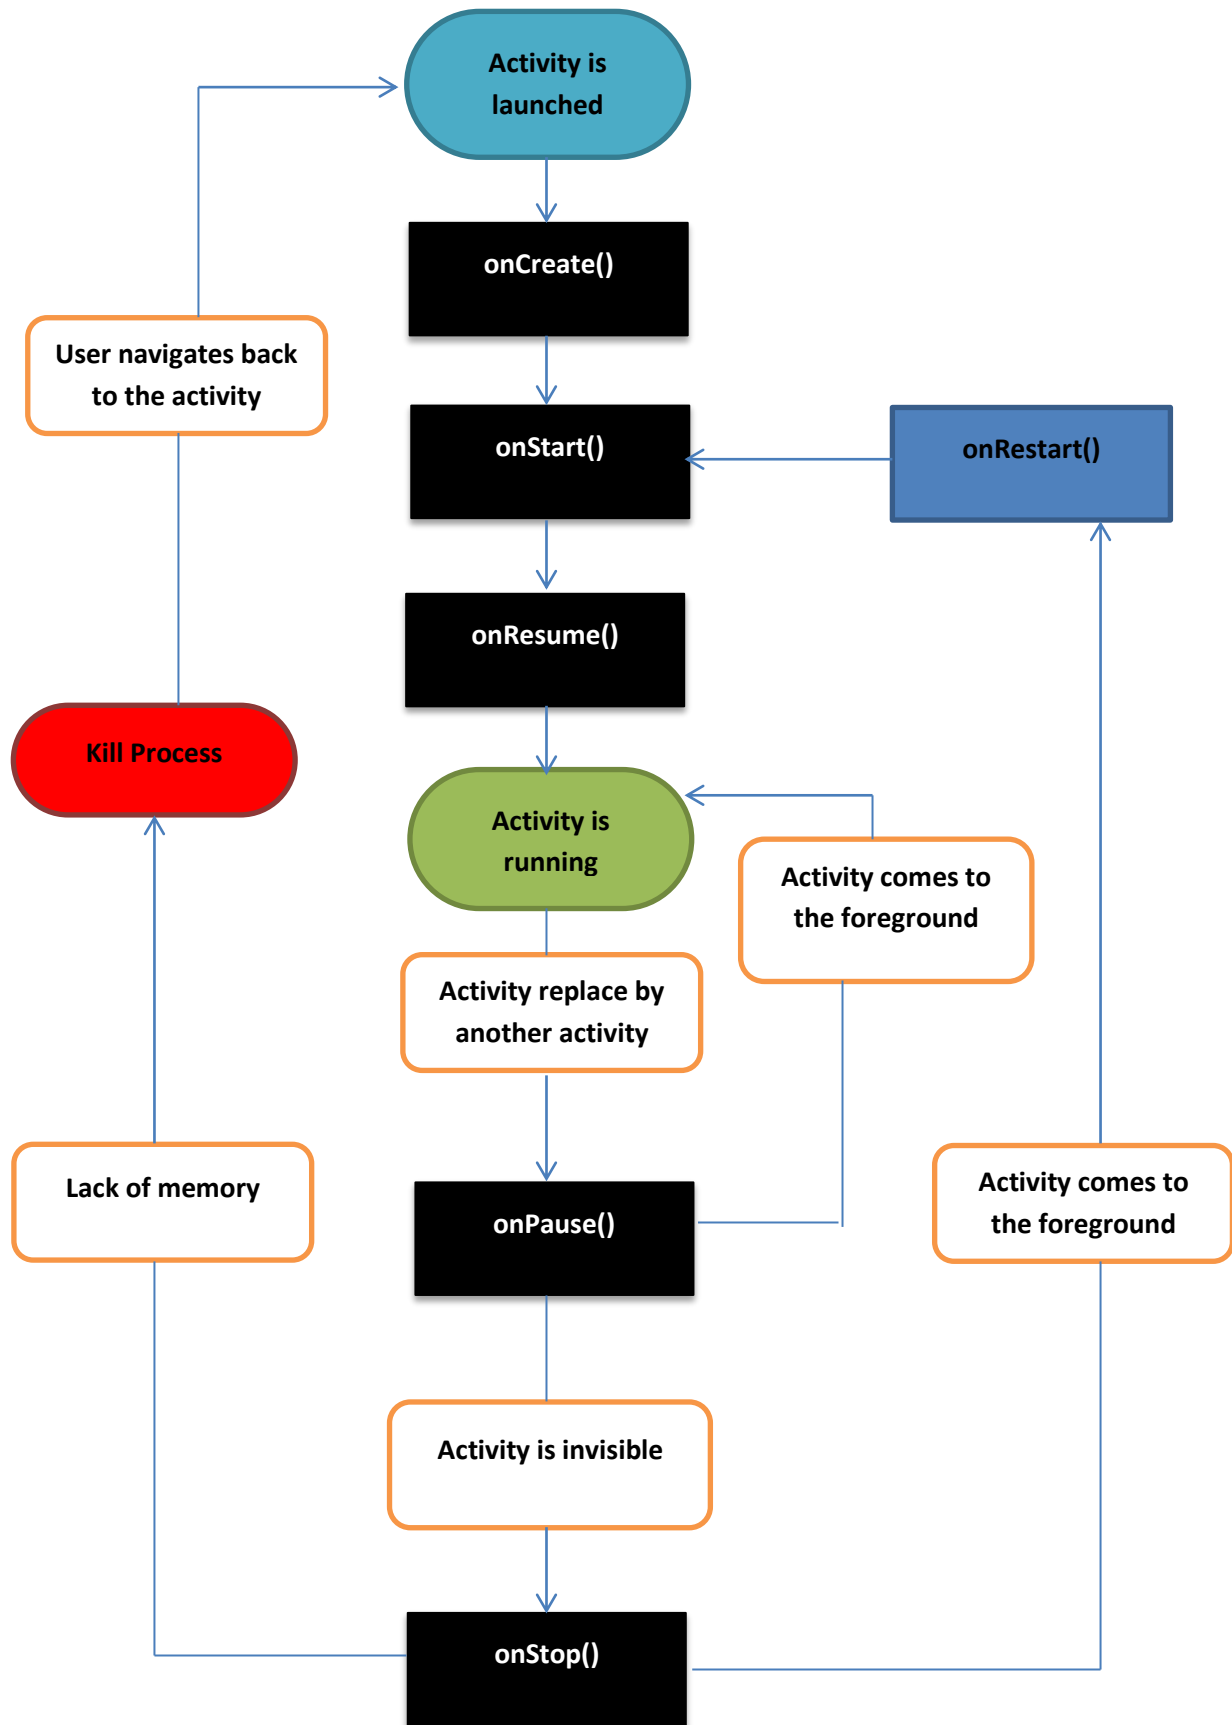 Activity is
launched
onCreate()
User navigates back
to the activity
onStart()
onRestart()
onResume()
Kill Process
Activity is
running
Activity comes to
the foreground
Activity replace by
another activity
Lack of memory
onPause()
Activity comes to
the foreground
Activity is invisible
onStop()